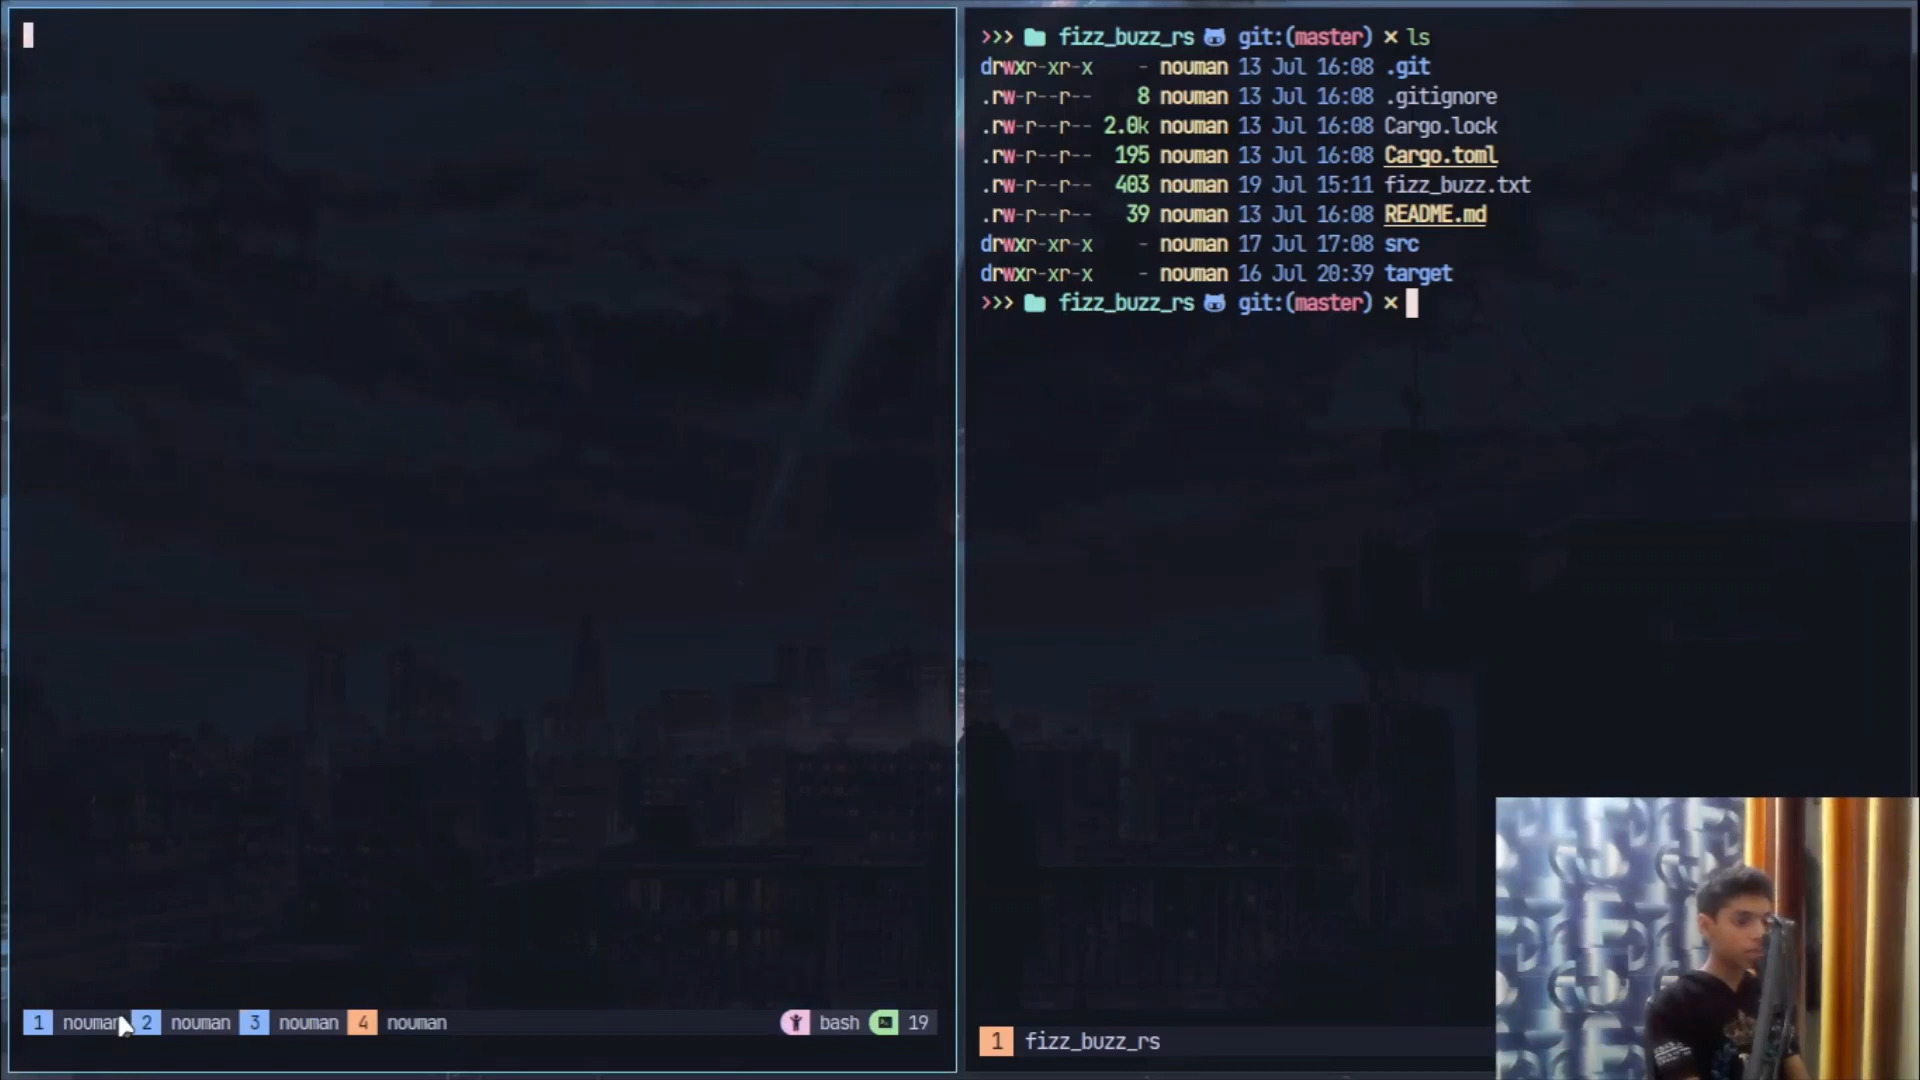 >>> fizz_buzz_rs git:(master) × ls
drwxr-xr-x - nouman 13 Jul 16:08 .git
.rw-r--r-- 8 nouman 13 Jul 16:08 .gitignore
.rw-r--r-- 2.0k nouman 13 Jul 16:08 Cargo.lock
.rw-r--r-- 195 nouman 13 Jul 16:08 Cargo.toml
.rw-r--r-- 403 nouman 19 Jul 15:11 fizz_buzz.txt
.rw-r--r-- 39 nouman 13 Jul 16:08 README.md
drwxr-xr-x - nouman 17 Jul 17:08 src
drwxr-xr-x - nouman 16 Jul 20:39 target
>>> fizz_buzz_rs git:(master) ×
1 nouman 2 nouman 3 nouman 4 nouman bash 19
1 fizz_buzz_rs